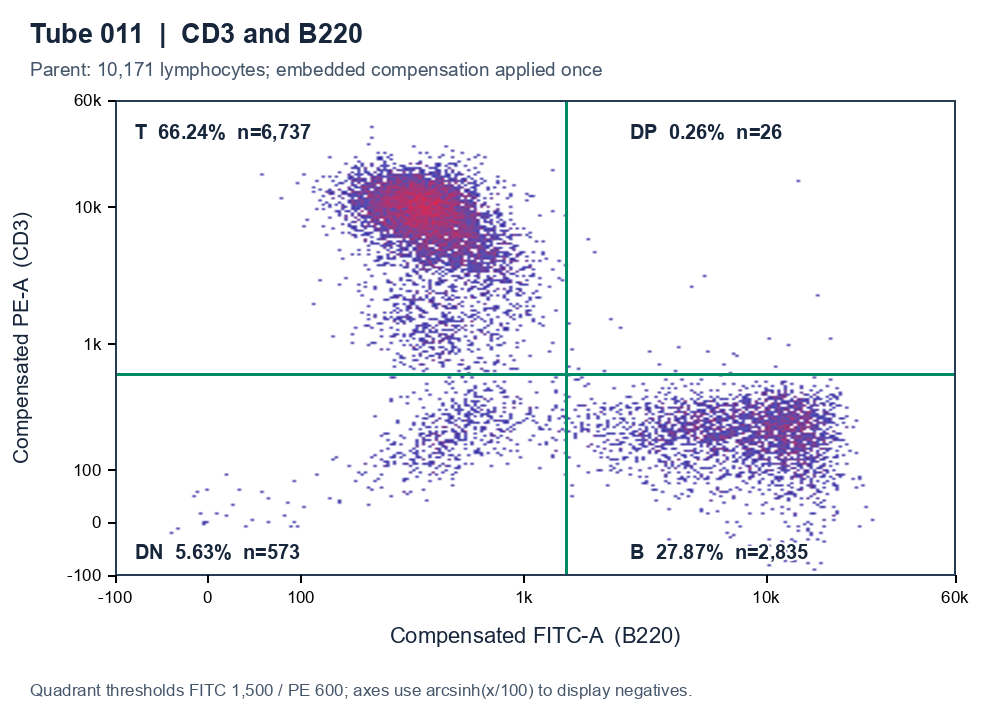 Tube 011 | CD3 and B220
Parent: 10,171 lymphocytes; embedded compensation applied once
60k
T 66.24% n=6,737
DP 0.26% n=26
10k
Compensated PE-A (CD3)
1k
100
0
DN 5.63% n=573
B 27.87% n=2,835
-100
-100 0 100 1k 10k 60k
Compensated FITC-A (B220)
Quadrant thresholds FITC 1,500 / PE 600; axes use arcsinh(x/100) to display negatives.